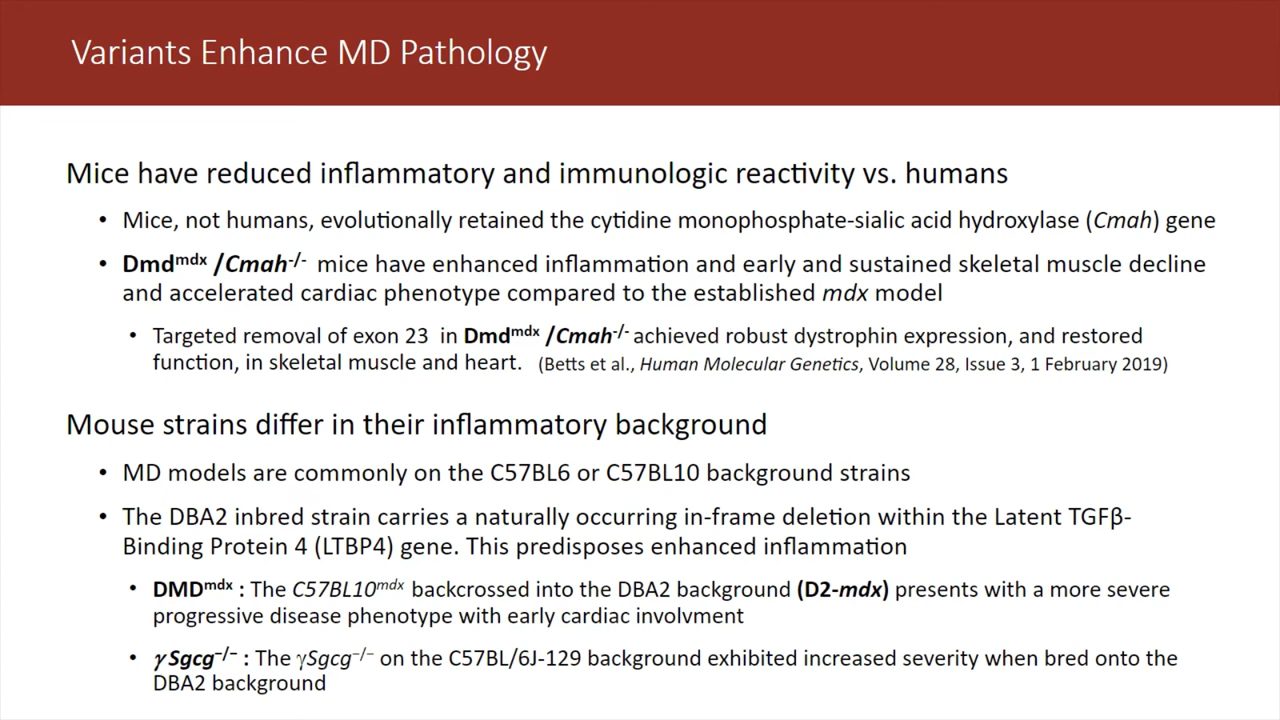 Variants Enhance MD Pathology
Mice have reduced inflammatory and immunologic reactivity vs. humans
• Mice, not humans, evolutionally retained the cytidine monophosphate-sialic acid hydroxylase (Cmah) gene
• Dmdᵐᵈˣ /Cmah⁻/⁻ mice have enhanced inflammation and early and sustained skeletal muscle decline
and accelerated cardiac phenotype compared to the established mdx model
• Targeted removal of exon 23 in Dmdᵐᵈˣ /Cmah⁻/⁻ achieved robust dystrophin expression, and restored
function, in skeletal muscle and heart. (Betts et al., Human Molecular Genetics, Volume 28, Issue 3, 1 February 2019)
Mouse strains differ in their inflammatory background
• MD models are commonly on the C57BL6 or C57BL10 background strains
• The DBA2 inbred strain carries a naturally occurring in-frame deletion within the Latent TGFβ-
Binding Protein 4 (LTBP4) gene. This predisposes enhanced inflammation
• DMDᵐᵈˣ : The C57BL10ᵐᵈˣ backcrossed into the DBA2 background (D2-mdx) presents with a more severe
progressive disease phenotype with early cardiac involvment
• γSgcg⁻/⁻ : The γSgcg⁻/⁻ on the C57BL/6J-129 background exhibited increased severity when bred onto the
DBA2 background